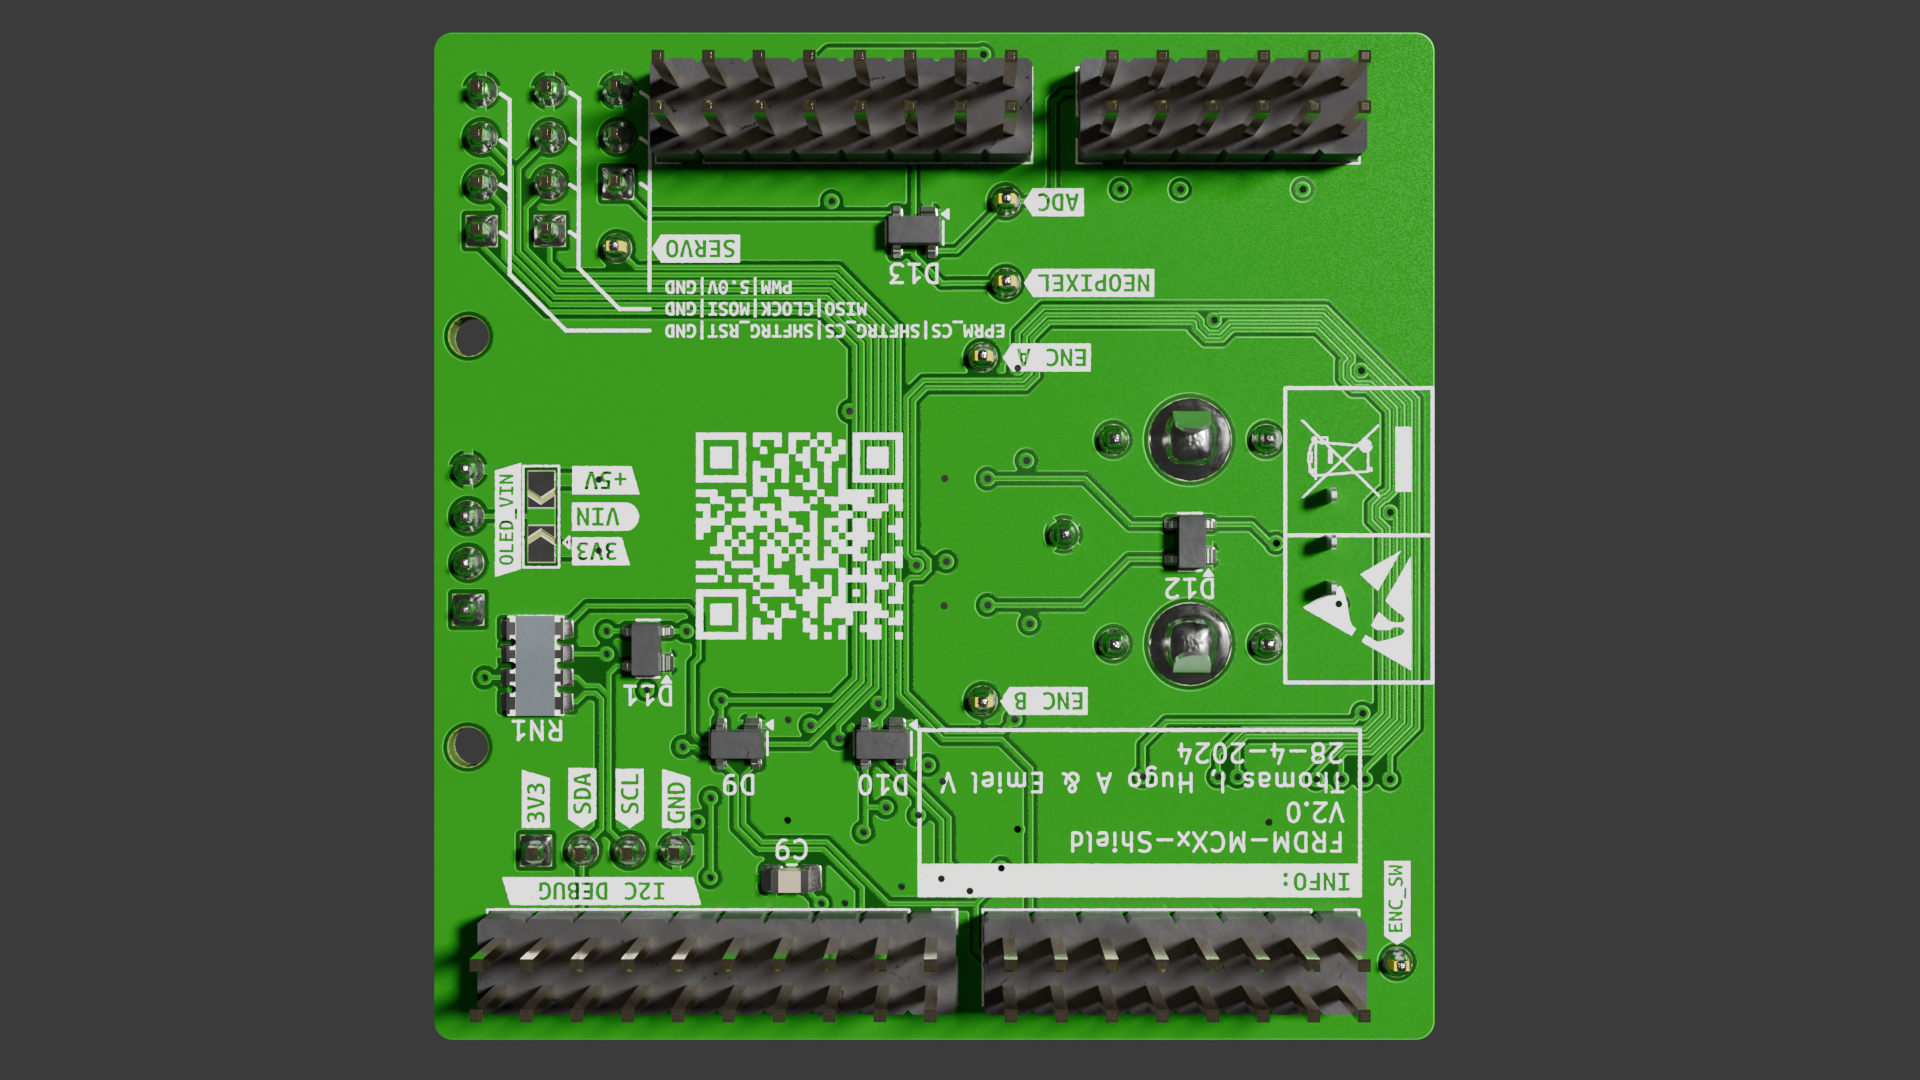 ADC
SERVO
D13
NEOPIXEL
PWM|5.0V|GND
MISO|CLOCK|MOSI|GND
EPRM_CS|SHFTRG_CS|SHFTRG_RST|GND
ENC A
OLED_VIN
+5V
VIN
3V3
D12
D11
RN1
ENC B
D9
D10
3V3
SDA
SCL
GND
C9
I2C DEBUG
INFO:
FRDM-MCXx-Shield
V2.0
Thomas L Hugo A & Emiel V
28-4-2024
ENC_SW